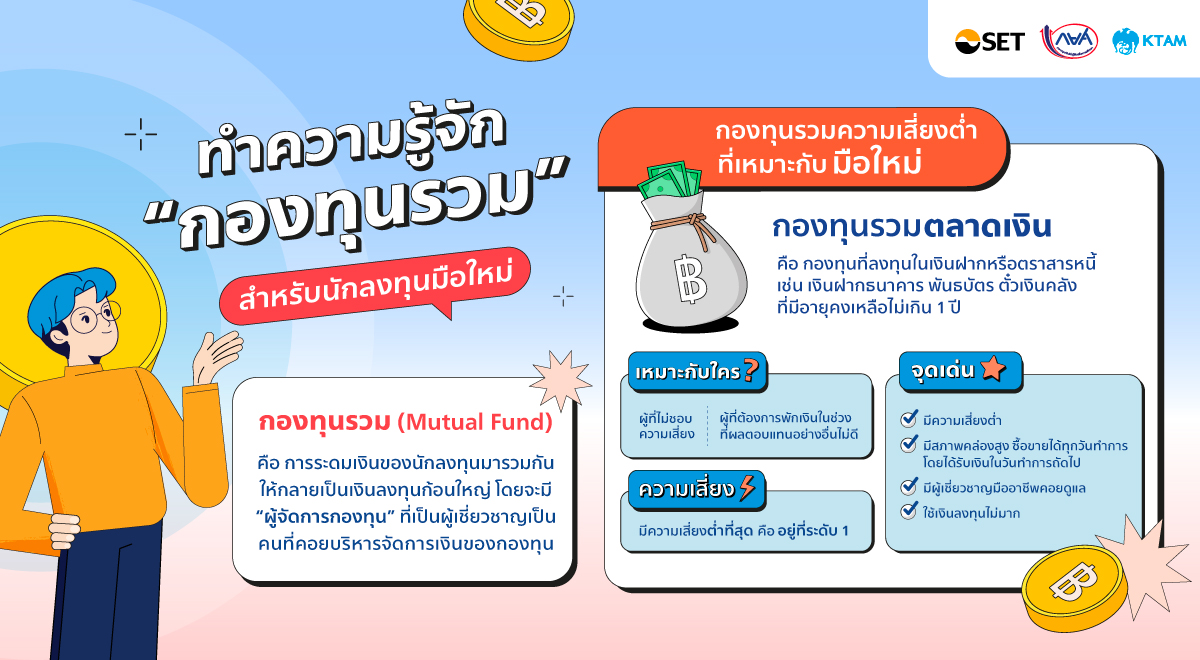 SET
กยศ
KTAM
ทำความรู้จัก
“กองทุนรวม”
สำหรับนักลงทุนมือใหม่
กองทุนรวม (Mutual Fund)
คือ การระดมเงินของนักลงทุนมารวมกัน
ให้กลายเป็นเงินลงทุนก้อนใหญ่ โดยจะมี
“ผู้จัดการกองทุน” ที่เป็นผู้เชี่ยวชาญเป็น
คนที่คอยบริหารจัดการเงินของกองทุน
กองทุนรวมความเสี่ยงต่ำ
ที่เหมาะกับ มือใหม่
กองทุนรวมตลาดเงิน
คือ กองทุนที่ลงทุนในเงินฝากหรือตราสารหนี้
เช่น เงินฝากธนาคาร พันธบัตร ตั๋วเงินคลัง
ที่มีอายุคงเหลือไม่เกิน 1 ปี
เหมาะกับใคร?
ผู้ที่ไม่ชอบ
ความเสี่ยง
ผู้ที่ต้องการพักเงินในช่วง
ที่ผลตอบแทนอย่างอื่นไม่ดี
ความเสี่ยง
มีความเสี่ยงต่ำที่สุด คือ อยู่ที่ระดับ 1
จุดเด่น
มีความเสี่ยงต่ำ
มีสภาพคล่องสูง ซื้อขายได้ทุกวันทำการ
โดยได้รับเงินในวันทำการถัดไป
มีผู้เชี่ยวชาญมืออาชีพคอยดูแล
ใช้เงินลงทุนไม่มาก